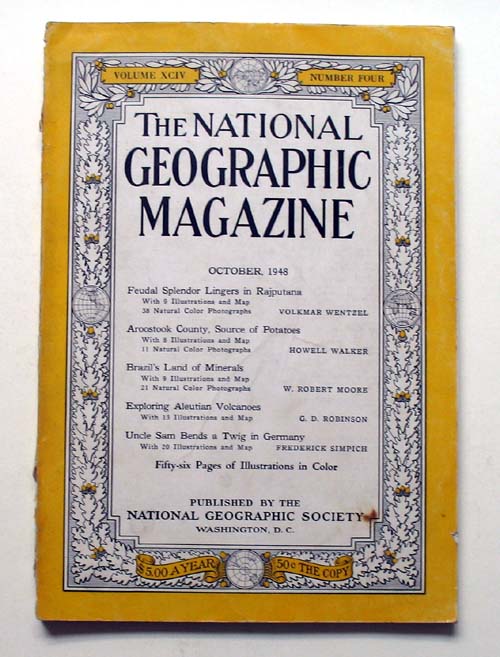 VOLUME XCIV NUMBER FOUR
THE NATIONAL
GEOGRAPHIC
MAGAZINE
OCTOBER, 1948
Feudal Splendor Lingers in Rajputana
With 9 Illustrations and Map
38 Natural Color Photographs VOLKMAR WENTZEL
Aroostook County, Source of Potatoes
With 8 Illustrations and Map
11 Natural Color Photographs HOWELL WALKER
Brazil's Land of Minerals
With 9 Illustrations and Map
21 Natural Color Photographs W. ROBERT MOORE
Exploring Aleutian Volcanoes
With 13 Illustrations and Map G. D. ROBINSON
Uncle Sam Bends a Twig in Germany
With 20 Illustrations and Map FREDERICK SIMPICH
Fifty-six Pages of Illustrations in Color
PUBLISHED BY THE
NATIONAL GEOGRAPHIC SOCIETY
WASHINGTON, D. C.
$5.00 A YEAR 50c THE COPY